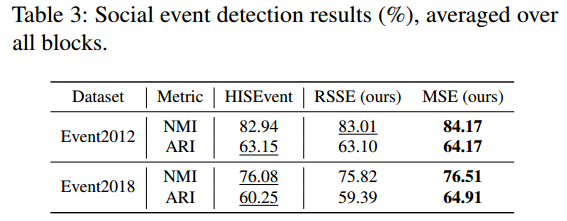 Table 3: Social event detection results (%), averaged over
all blocks.
Dataset Metric HISEvent RSSE (ours) MSE (ours)
Event2012 NMI 82.94 83.01 84.17
ARI 63.15 63.10 64.17
Event2018 NMI 76.08 75.82 76.51
ARI 60.25 59.39 64.91